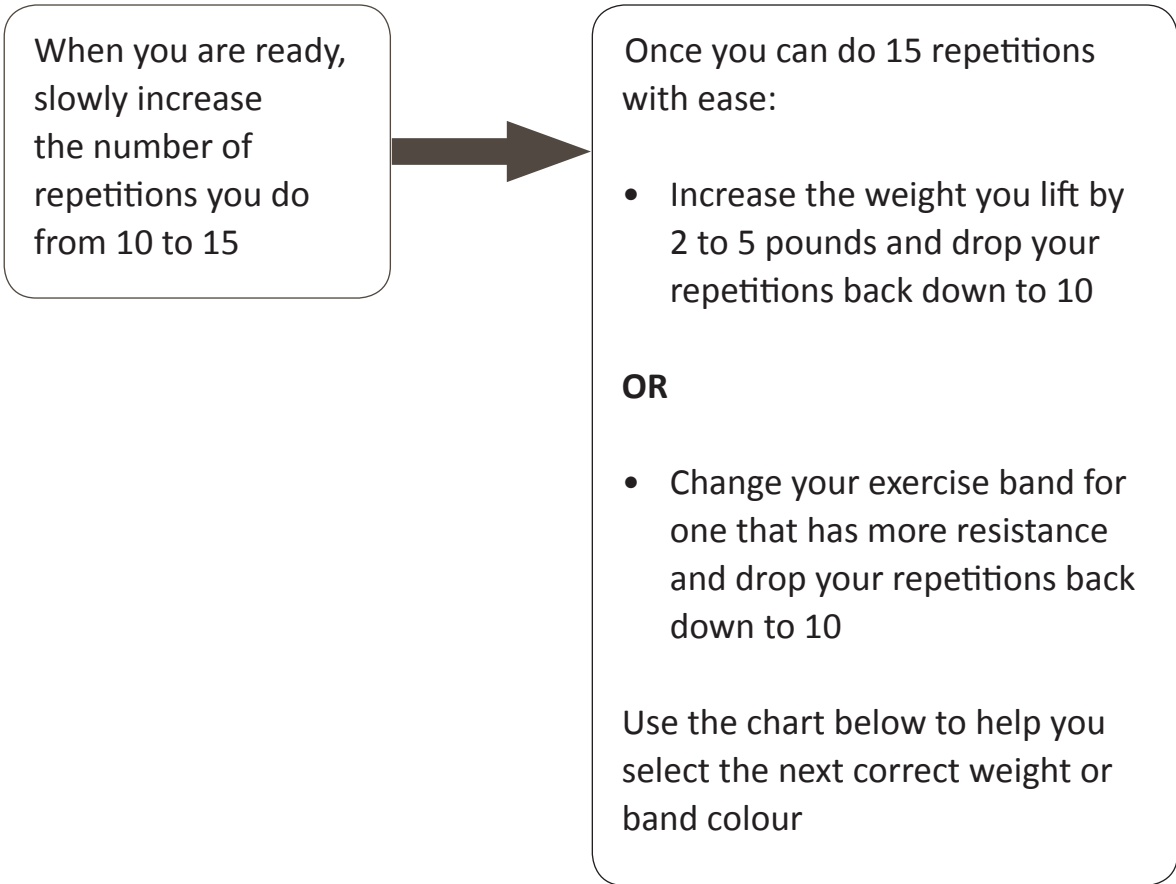 When you are ready,
slowly increase
the number of
repetitions you do
from 10 to 15
Once you can do 15 repetitions
with ease:
• Increase the weight you lift by
2 to 5 pounds and drop your
repetitions back down to 10
OR
• Change your exercise band for
one that has more resistance
and drop your repetitions back
down to 10
Use the chart below to help you
select the next correct weight or
band colour